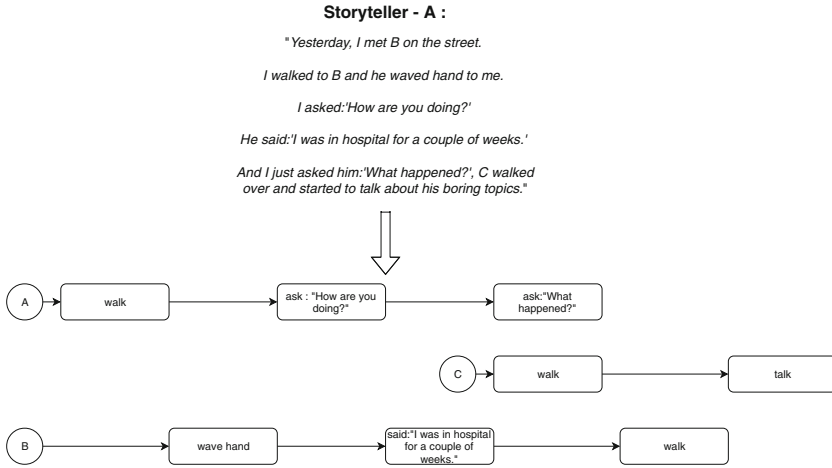 Storyteller - A :
"Yesterday, I met B on the street.
I walked to B and he waved hand to me.
I asked:'How are you doing?'
He said:'I was in hospital for a couple of weeks.'
And I just asked him:'What happened?', C walked
over and started to talk about his boring topics."
A
walk
ask : "How are you
doing?"
ask:"What
happened?"
C
walk
talk
B
wave hand
said:"I was in hospital
for a couple of
weeks."
walk